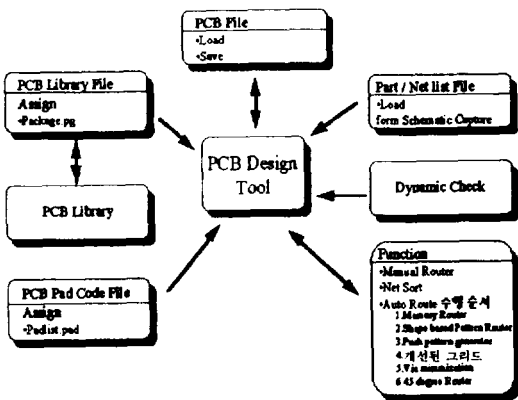 PCB File
•Load
•Save
PCB Library File
Assign
•Package.pg
Part / Net list File
•Load
form Schematic Capture
PCB Design
Tool
PCB Library
Dynamic Check
PCB Pad Code File
Assign
•Padlist.pad
Function
•Manual Router
•Net Sort
•Auto Route 수행 순서
1.Memory Router
2.Shape based Pattern Router
3.Push pattern generator
4.개선된 그리드
5.Via minimization
6.45 degree Router